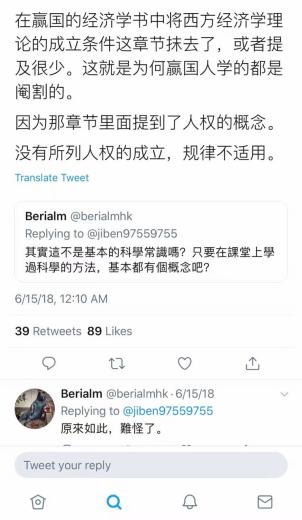 在赢国的经济学书中将西方经济学理
论的成立条件这章节抹去了，或者提
及很少。这就是为何赢国人学的都是
阉割的。
因为那章节里面提到了人权的概念。
没有所列人权的成立，规律不适用。
Translate Tweet
Berialm @berialmhk
Replying to @jiben97559755
其實這不是基本的科學常識嗎？只要在課堂上學
過科學的方法，基本都有個概念吧？
6/15/18, 12:10 AM
39 Retweets 89 Likes
Berialm @berialmhk · 6/15/18
Replying to @jiben97559755
原來如此，難怪了。
Tweet your reply